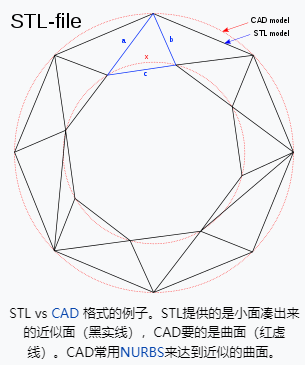 STL-file
CAD model
STL model
a
b
x
c
STL vs CAD 格式的例子。STL提供的是小面凑出来
的近似面（黑实线），CAD要的是曲面（红虚
线）。CAD常用NURBS来达到近似的曲面。